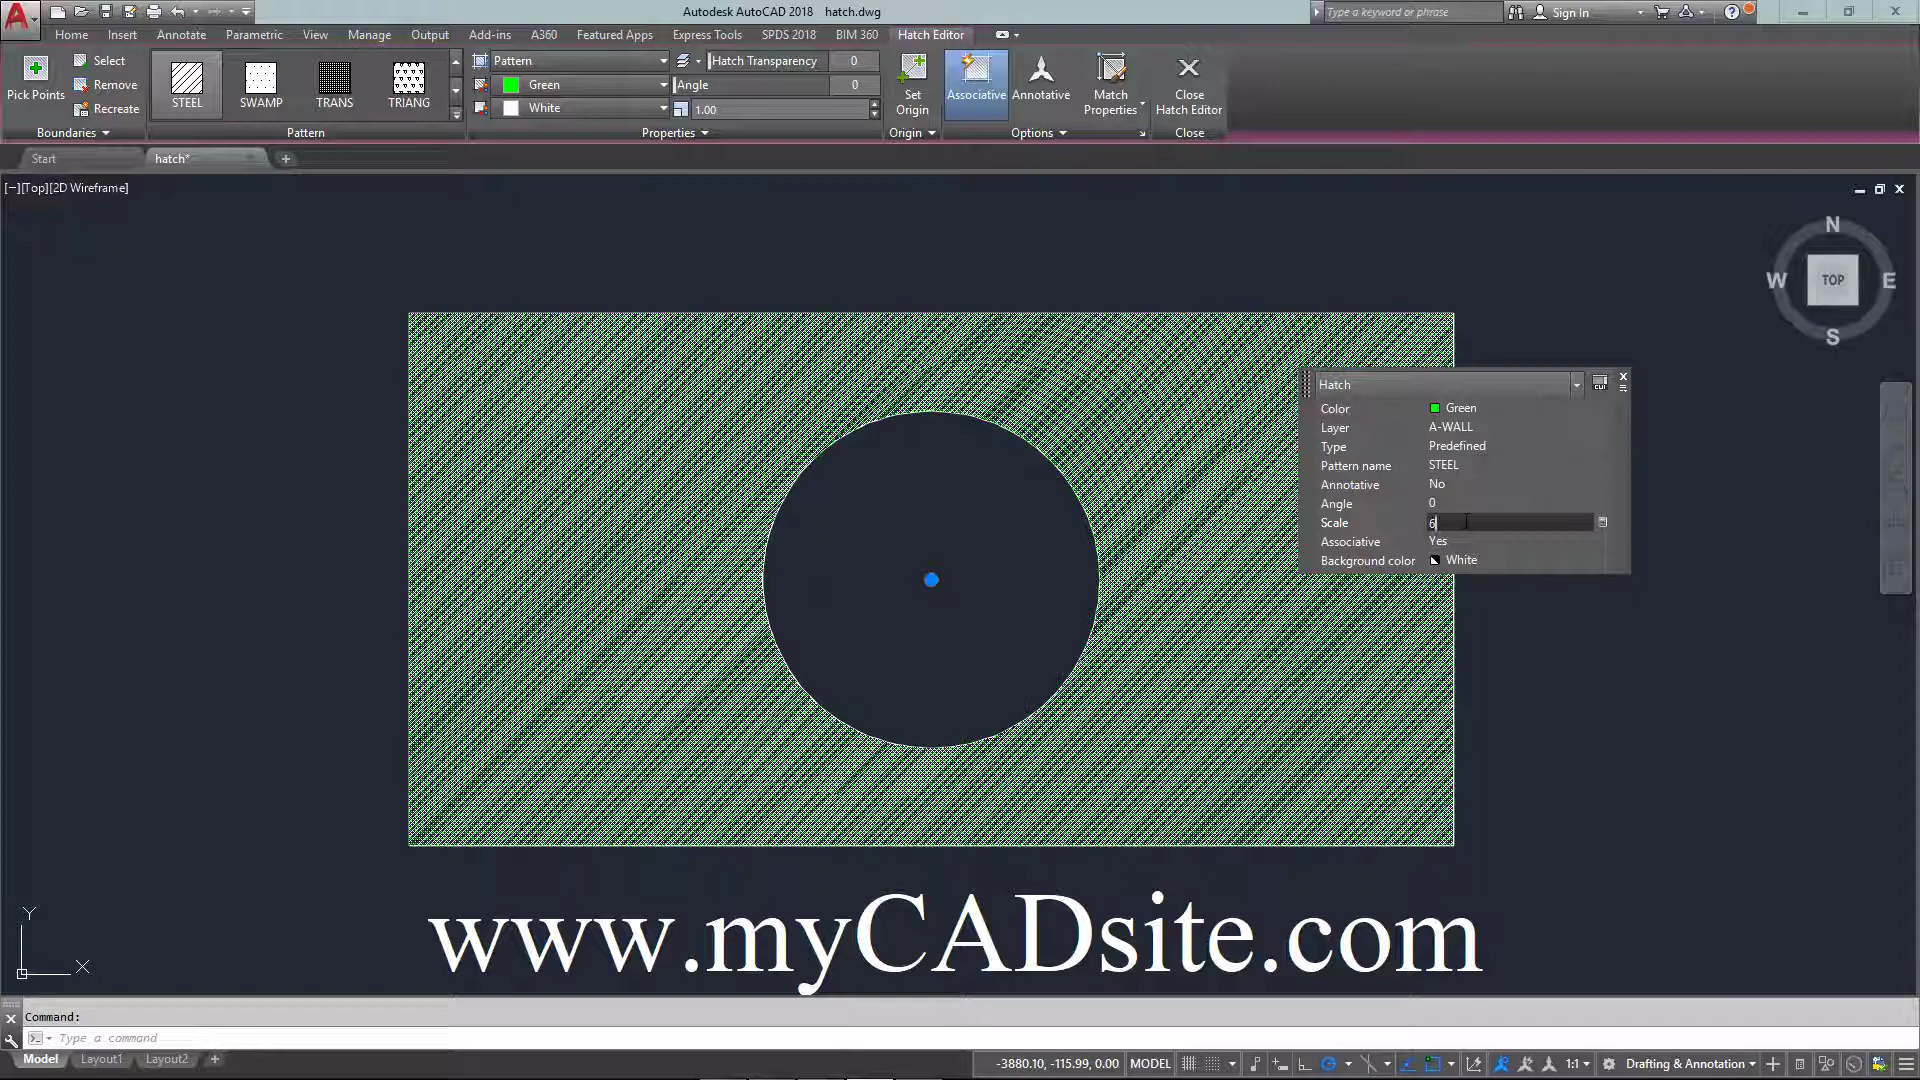 Autodesk AutoCAD 2018 hatch.dwg
Type a keyword or phrase
Sign In
Home Insert Annotate Parametric View Manage Output Add-ins A360 Featured Apps Express Tools SPDS 2018 BIM 360 Hatch Editor
Pick Points
Select
Remove
Recreate
Boundaries
STEEL SWAMP TRANS TRIANG
Pattern
Pattern
Green
White
Hatch Transparency 0
Angle 0
1.00
Properties
Set
Origin
Origin
Associative
Annotative
Match
Properties
Options
Close
Hatch Editor
Close
Start hatch* +
[−][Top][2D Wireframe]
N
W TOP E
S
Hatch
CUI
Color Green
Layer A-WALL
Type Predefined
Pattern name STEEL
Annotative No
Angle 0
Scale 6
Associative Yes
Background color White
Y
X
www.myCADsite.com
Command:
Type a command
Model Layout1 Layout2 +
-3880.10, -115.99, 0.00 MODEL 1:1 Drafting & Annotation